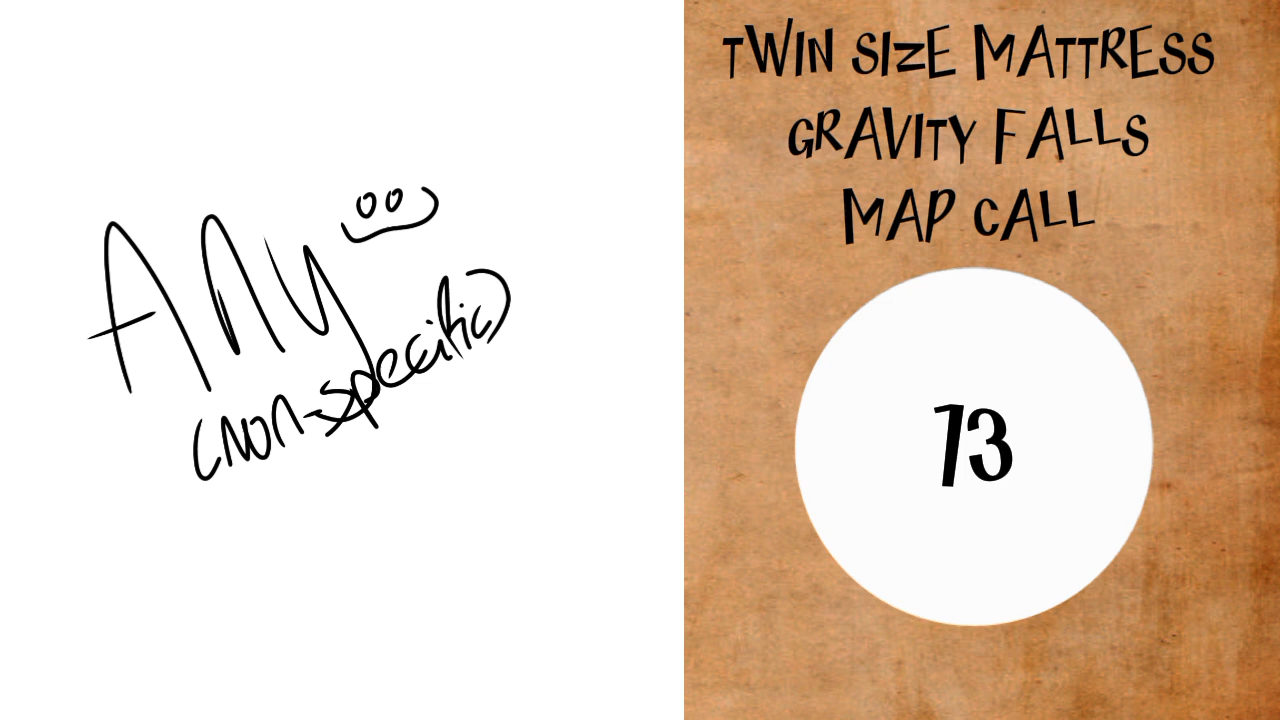 Any
(non-specific)
TWIN SIZE MATTRESS
GRAVITY FALLS
MAP CALL
13